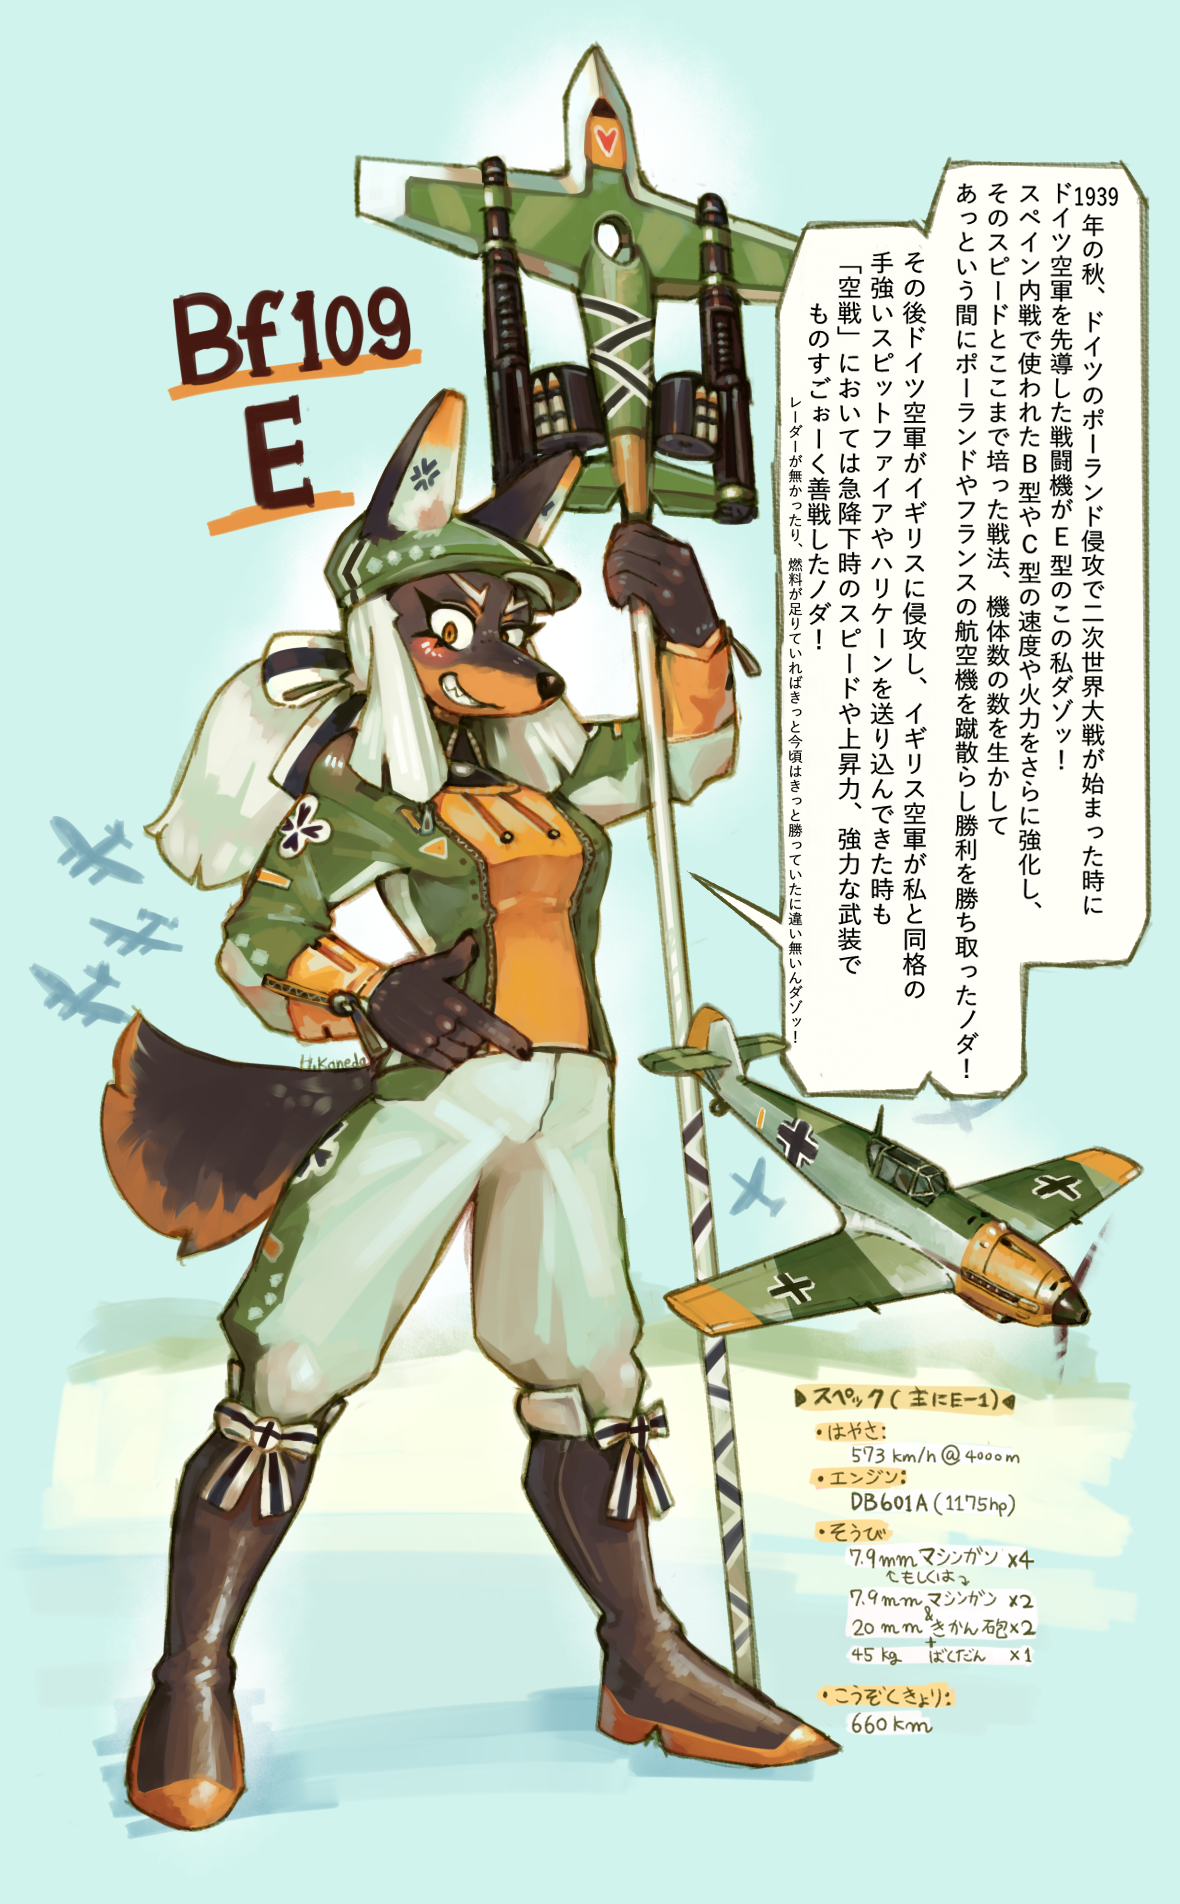 Bf109
E
1939年の秋、ドイツのポーランド侵攻で二次世界大戦が始まった時に
ドイツ空軍を先導した戦闘機がE型のこの私ダゾッ！
スペイン内戦で使われたB型やC型の速度や火力をさらに強化し、
そのスピードとここまで培った戦法、機体数の数を生かして
あっという間にポーランドやフランスの航空機を蹴散らし勝利を勝ち取ったノダ！
その後ドイツ空軍がイギリスに侵攻し、イギリス空軍が私と同格の
手強いスピットファイアやハリケーンを送り込んできた時も
「空戦」においては急降下時のスピードや上昇力、強力な武装で
ものすごぉーく善戦したノダ！
レーダーが無かったり、燃料が足りていればきっと今頃はきっと勝っていたに違い無いんダゾッ！
H.Kaneda
スペック(主にE-1)
・はやさ:
573 km/h @ 4000m
・エンジン:
DB601A (1175hp)
・そうび
7.9mmマシンガン x4
↑もしくは↓
7.9mmマシンガン x2
&
20mmきかん砲x2
+
45kg ばくだん x1
・こうぞくきょり:
660km